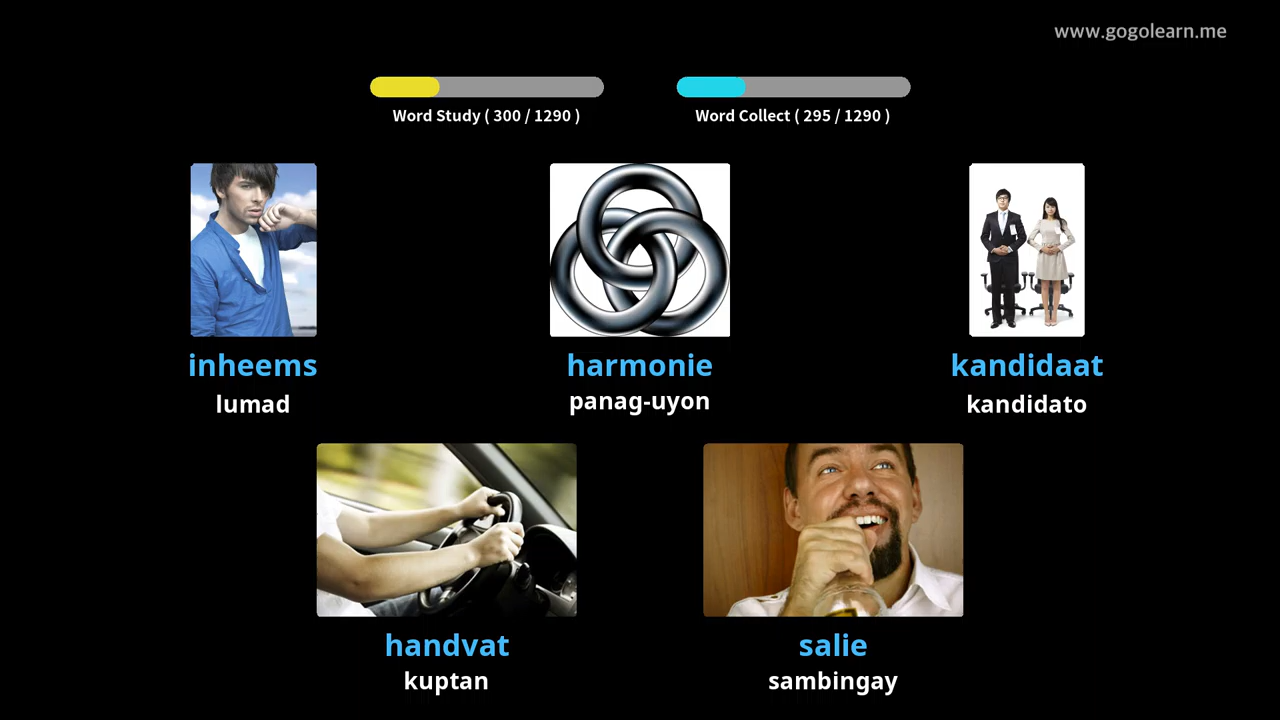 www.gogolearn.me
Word Study ( 300 / 1290 )
Word Collect ( 295 / 1290 )
inheems
lumad
harmonie
panag-uyon
kandidaat
kandidato
handvat
kuptan
salie
sambingay